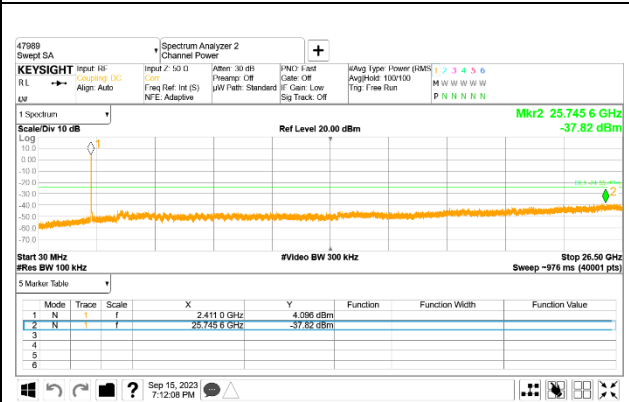 47989
Swept SA
Spectrum Analyzer 2
Channel Power
+
KEYSIGHT
RL
Input: RF
Coupling: DC
Align: Auto
Input Z: 50 Ω
Corr
Freq Ref: Int (S)
NFE: Adaptive
Atten: 30 dB
Preamp: Off
µW Path: Standard
PNO: Fast
Gate: Off
IF Gain: Low
Sig Track: Off
#Avg Type: Power (RMS
Avg|Hold: 100/100
Trig: Free Run
1 2 3 4 5 6
M W W W W W
P N N N N N
1 Spectrum
Scale/Div 10 dB
Ref Level 20.00 dBm
Mkr2 25.745 6 GHz
-37.82 dBm
Log
10.0
0.00
-10.0
-20.0
-30.0
-40.0
-50.0
-60.0
-70.0
1
2
Start 30 MHz
#Video BW 300 kHz
Stop 26.50 GHz
#Res BW 100 kHz
Sweep ~976 ms (40001 pts)
5 Marker Table
Mode Trace Scale X Y Function Function Width Function Value
1 N 1 f 2.411 0 GHz 4.096 dBm
2 N 1 f 25.745 6 GHz -37.82 dBm
3
4
5
6
?
Sep 15, 2023
7:12:08 PM